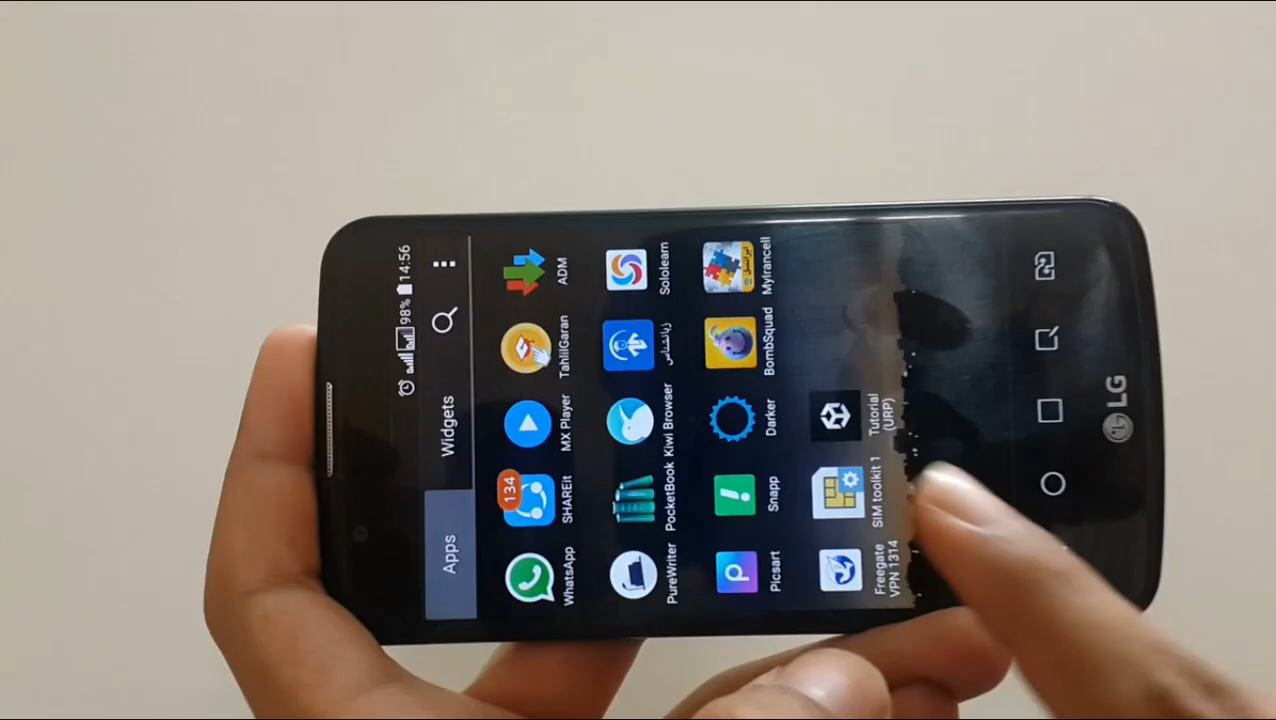 98% 14:56
Apps
Widgets
WhatsApp
134
SHAREit
MX Player
TahlilGaran
ADM
PureWriter
PocketBook
Kiwi Browser
زبانشناس
Sololearn
Picsart
Snapp
Darker
BombSquad
ایرانسل
MyIrancell
Freegate
VPN 1314
SIM toolkit 1
Tutorial
(URP)
LG